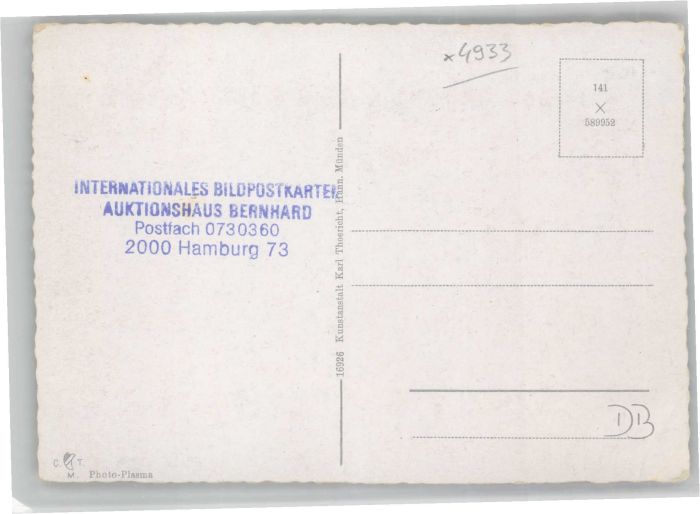 ×4933
141
×
589952
INTERNATIONALES BILDPOSTKARTEN
AUKTIONSHAUS BERNHARD
Postfach 0730360
2000 Hamburg 73
16926 Kunstanstalt Karl Thoericht, Hann. Münden
DB
C. T.
M. Photo-Plasma